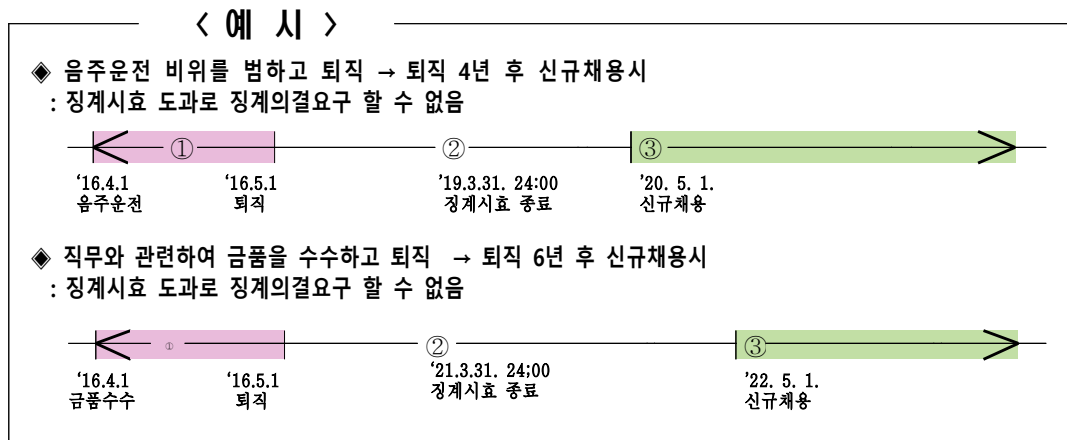 < 예 시 >
◈ 음주운전 비위를 범하고 퇴직 → 퇴직 4년 후 신규채용시
: 징계시효 도과로 징계의결요구 할 수 없음
① ② ③
‘16.4.1 ‘16.5.1 '19.3.31. 24:00 '20. 5. 1.
음주운전 퇴직 징계시효 종료 신규채용
◈ 직무와 관련하여 금품을 수수하고 퇴직 → 퇴직 6년 후 신규채용시
: 징계시효 도과로 징계의결요구 할 수 없음
① ② ③
‘16.4.1 ‘16.5.1 ‘21.3.31. 24;00 '22. 5. 1.
금품수수 퇴직 징계시효 종료 신규채용